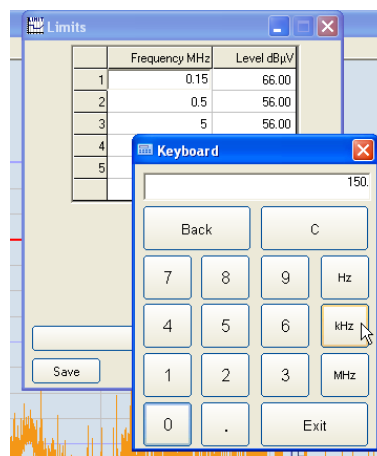 LIMIT Limits
Frequency MHz Level dBµV
1 0.15 66.00
2 0.5 56.00
3 5 56.00
4
5
Keyboard
150.
Back C
7 8 9 Hz
4 5 6 kHz
1 2 3 MHz
0 . Exit
Save